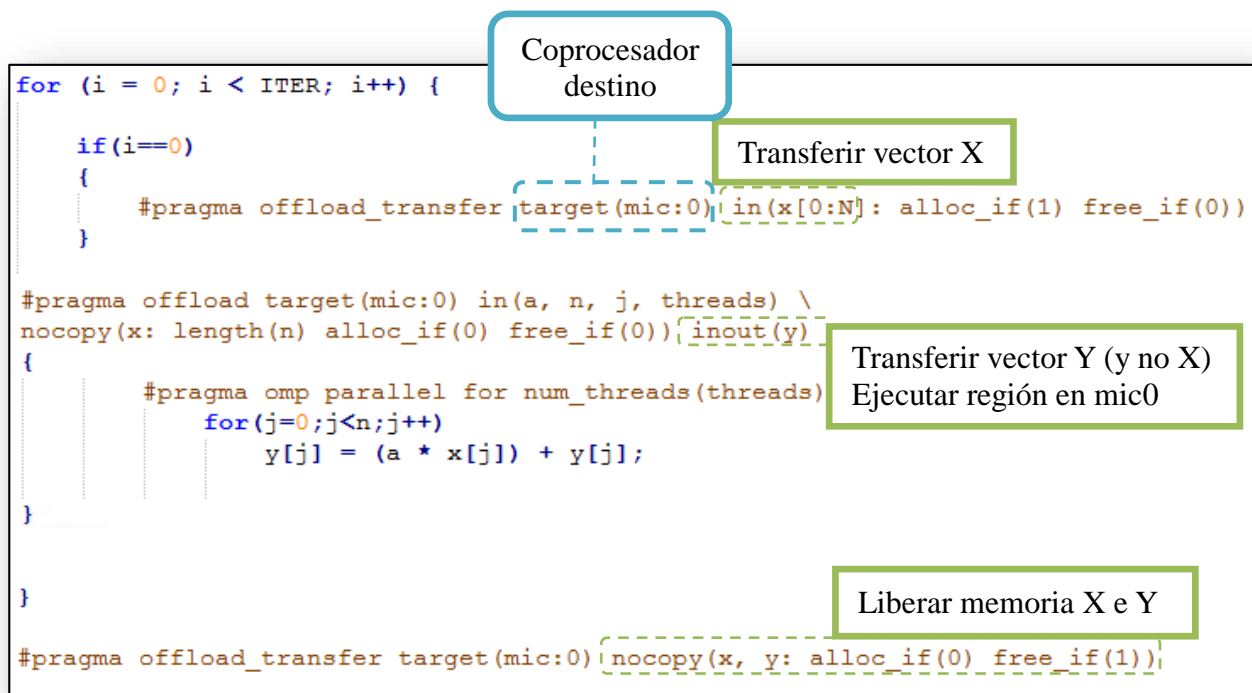 Coprocesador
destino
for (i = 0; i < ITER; i++) {
if(i==0)
Transferir vector X
{
#pragma offload_transfer target(mic:0) in(x[0:N]: alloc_if(1) free_if(0))
}
#pragma offload target(mic:0) in(a, n, j, threads) \
nocopy(x: length(n) alloc_if(0) free_if(0)) inout(y)
{
Transferir vector Y (y no X)
Ejecutar región en mic0
#pragma omp parallel for num_threads(threads)
for(j=0;j<n;j++)
y[j] = (a * x[j]) + y[j];
}
}
Liberar memoria X e Y
#pragma offload_transfer target(mic:0) nocopy(x, y: alloc_if(0) free_if(1))